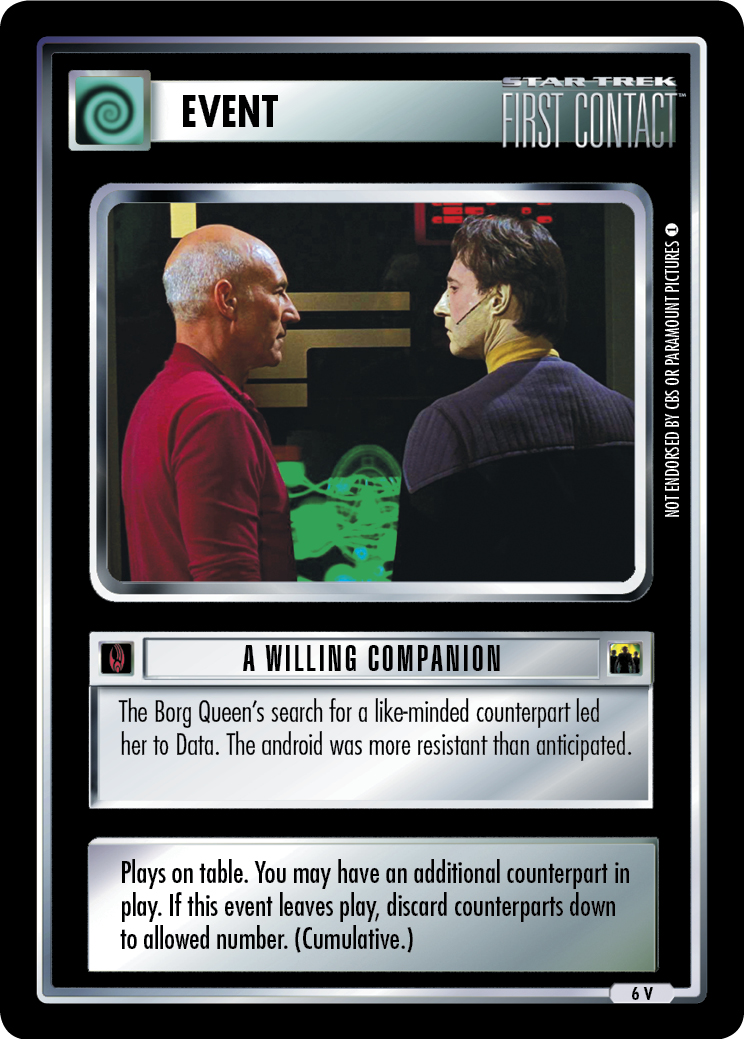 EVENT
STAR TREK
FIRST CONTACT™
NOT ENDORSED BY CBS OR PARAMOUNT PICTURES 1
A WILLING COMPANION
The Borg Queen's search for a like-minded counterpart led
her to Data. The android was more resistant than anticipated.
Plays on table. You may have an additional counterpart in
play. If this event leaves play, discard counterparts down
to allowed number. (Cumulative.)
6 V